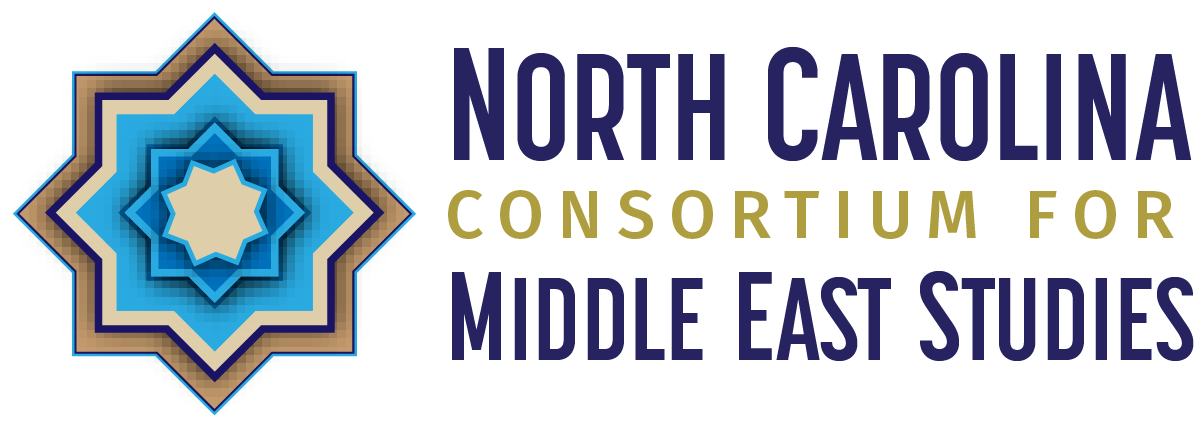 NORTH CAROLINA
CONSORTIUM FOR
MIDDLE EAST STUDIES